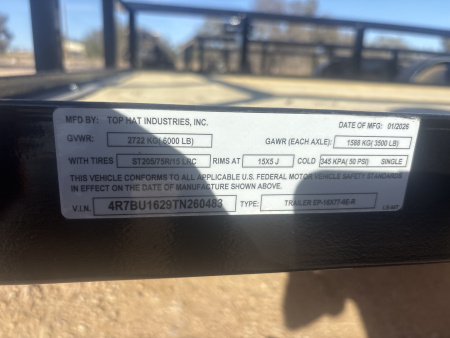 MFD BY: TOP HAT INDUSTRIES, INC. DATE OF MFG: 01/2026
GVWR: 2722 KG( 6000 LB) GAWR (EACH AXLE): 1588 KG( 3500 LB)
WITH TIRES ST205/75R/15 LRC RIMS AT 15X5 J COLD 345 KPA( 50 PSI) SINGLE
THIS VEHICLE CONFORMS TO ALL APPLICABLE U.S. FEDERAL MOTOR VEHICLE SAFETY STANDARDS
IN EFFECT ON THE DATE OF MANUFACTURE SHOWN ABOVE.
V.I.N. 4R7BU1629TN260483 TYPE: TRAILER EP-16X77-4E-R